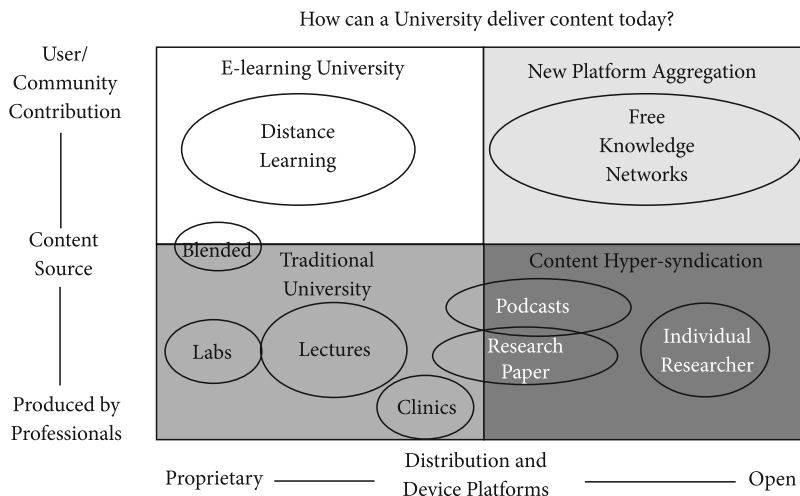 How can a University deliver content today?
User/
Community
Contribution
E-learning University
New Platform Aggregation
Distance
Learning
Free
Knowledge
Networks
Content
Source
Blended
Traditional
University
Content Hyper-syndication
Podcasts
Labs
Lectures
Research
Paper
Individual
Researcher
Clinics
Produced by
Professionals
Proprietary
Distribution and
Device Platforms
Open